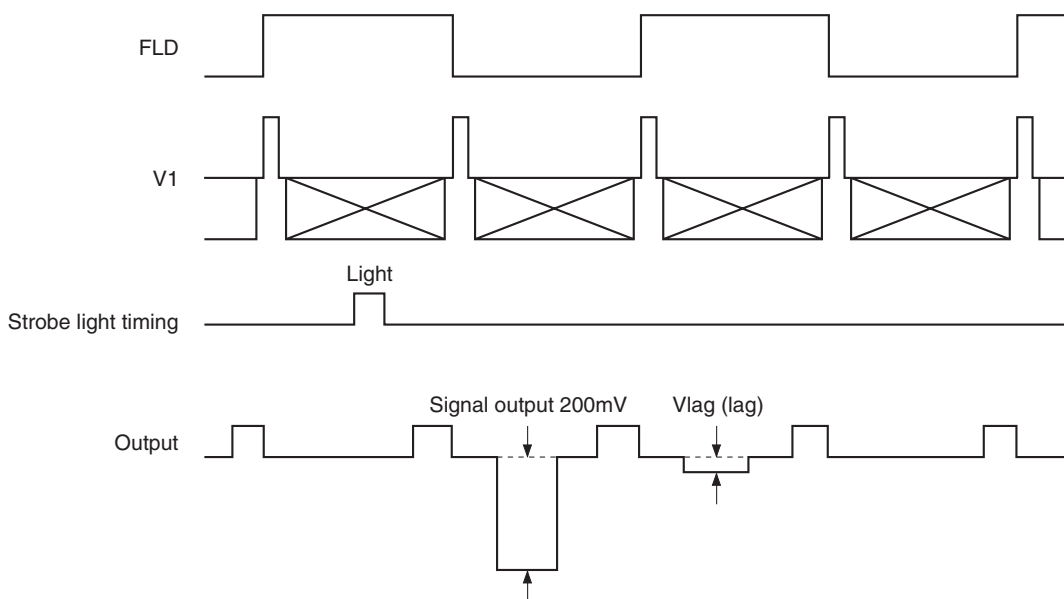 FLD
V1
Light
Strobe light timing
Signal output 200mV
Vlag (lag)
Output